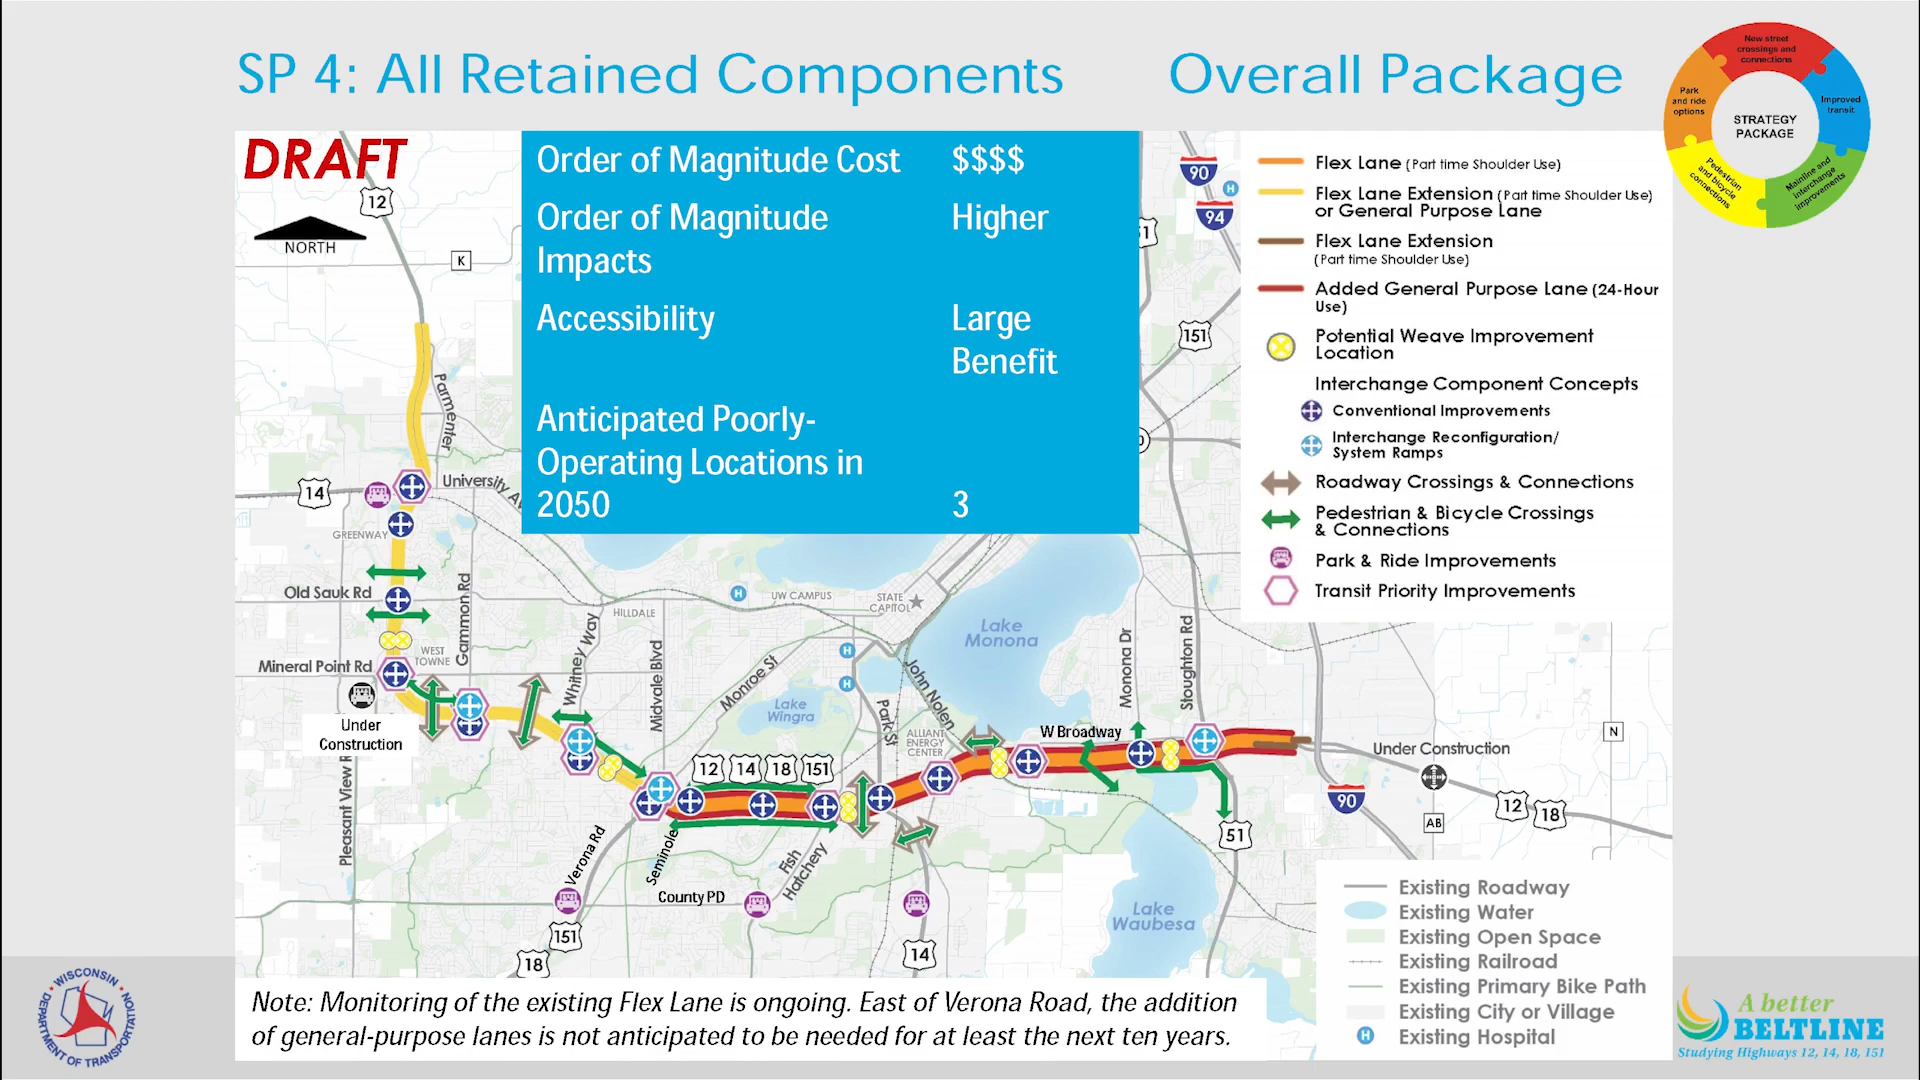 SP 4: All Retained Components
Overall Package
New street
crossings and
connections
Park
and ride
options
Improved
transit
STRATEGY
PACKAGE
Pedestrian
and bicycle
connections
Mainline and
interchange
improvements
DRAFT
NORTH
12
K
Order of Magnitude Cost $$$$
Order of Magnitude
Impacts
Higher
Accessibility
Large
Benefit
Anticipated Poorly-
Operating Locations in
2050
3
90
H
94
151
Flex Lane (Part time Shoulder Use)
Flex Lane Extension (Part time Shoulder Use)
or General Purpose Lane
Flex Lane Extension
(Part time Shoulder Use)
Added General Purpose Lane (24-Hour
Use)
Potential Weave Improvement
Location
Interchange Component Concepts
Conventional Improvements
Interchange Reconfiguration/
System Ramps
Roadway Crossings & Connections
Pedestrian & Bicycle Crossings
& Connections
Park & Ride Improvements
Transit Priority Improvements
Parmenter
14
University A
GREENWAY
Old Sauk Rd
Gammon Rd
WEST
TOWNE
Mineral Point Rd
Under
Construction
Pleasant View R
Whitney Way
HILLDALE
Midvale Blvd
H
UW CAMPUS
STATE
CAPITOL
Monroe St
H
H
Lake
Wingra
Park St
John Nolen
ALLIANT
ENERGY
CENTER
Lake
Monona
Monona Dr
Stoughton Rd
W Broadway
12 14 18 151
Under Construction
N
90
12
18
AB
51
Verona Rd
Seminole
Fish
Hatchery
County PD
Lake
Waubesa
151
18
14
Existing Roadway
Existing Water
Existing Open Space
Existing Railroad
Existing Primary Bike Path
Existing City or Village
H Existing Hospital
Note: Monitoring of the existing Flex Lane is ongoing. East of Verona Road, the addition
of general-purpose lanes is not anticipated to be needed for at least the next ten years.
WISCONSIN
DEPARTMENT OF TRANSPORTATION
A better
BELTLINE
Studying Highways 12, 14, 18, 151